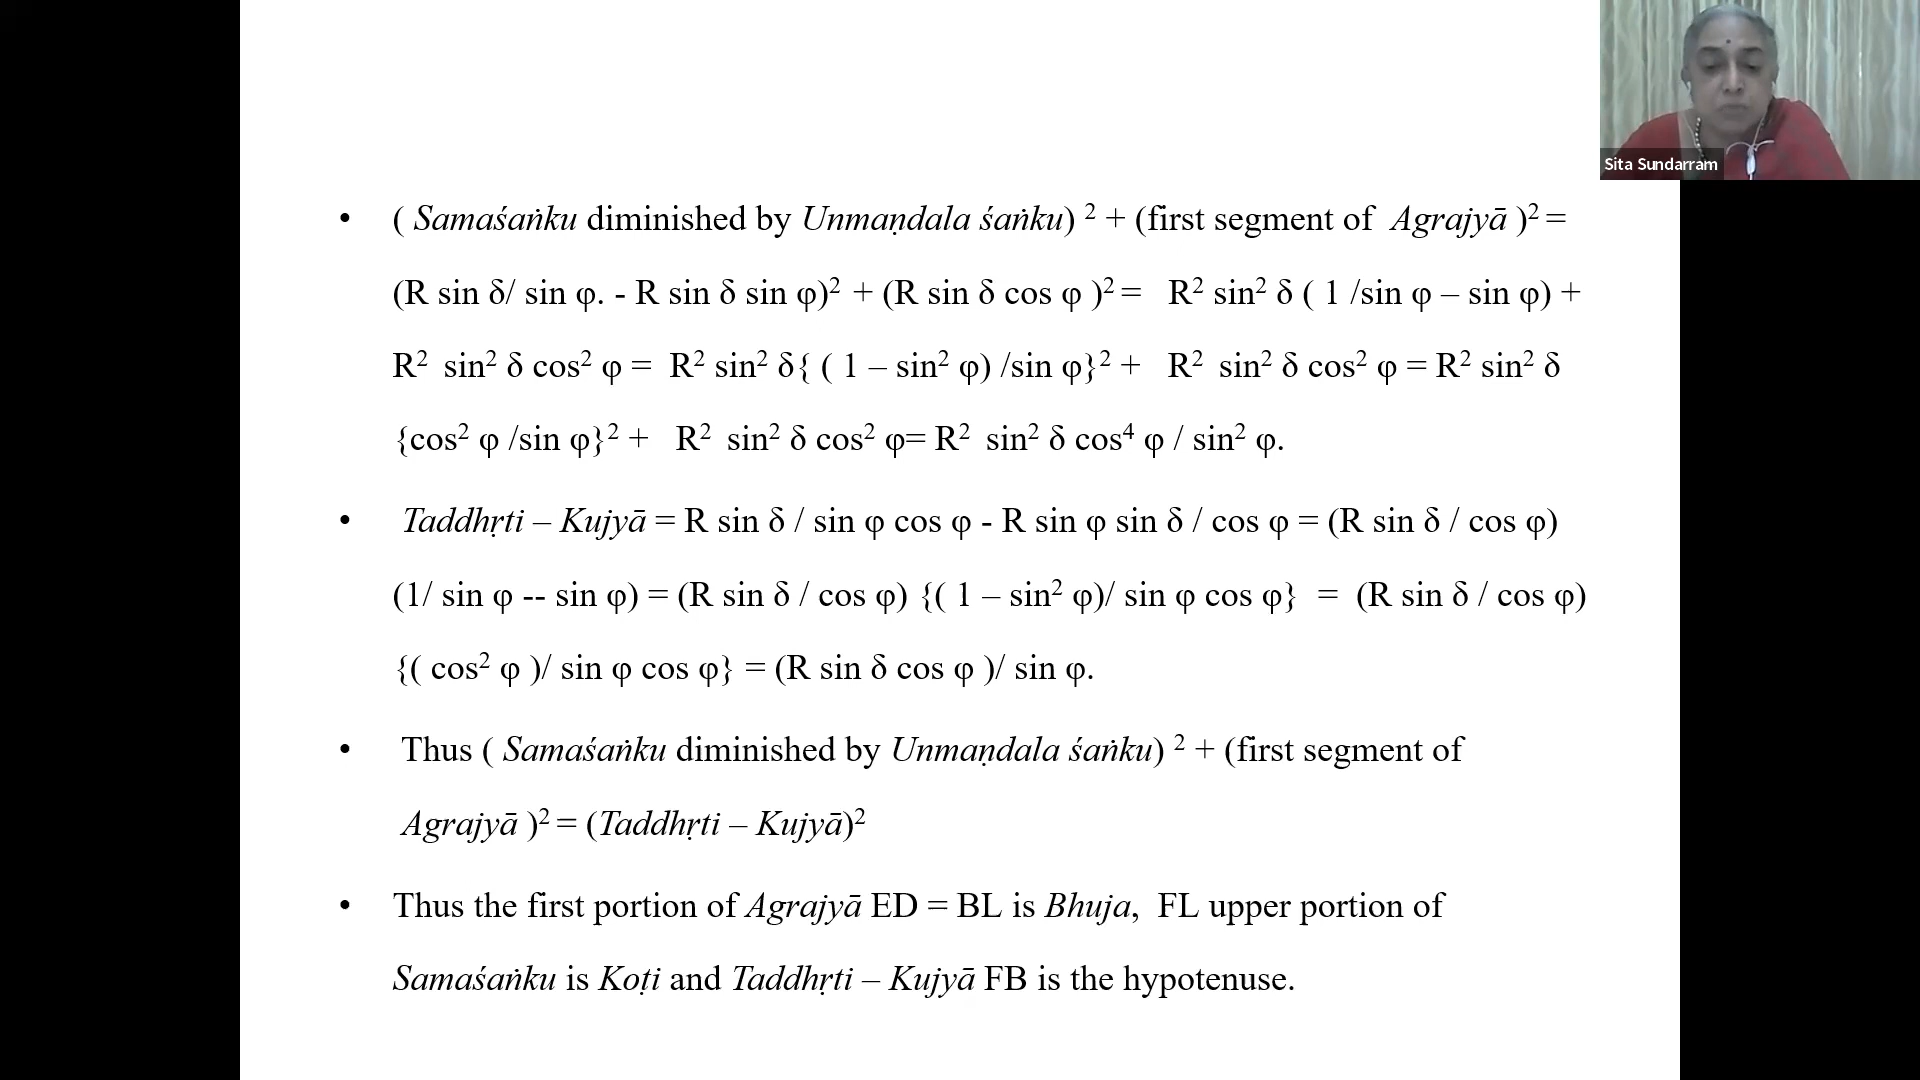 Sita Sundarram
• ( Samaśaṅku diminished by Unmaṇdala śaṅku) ² + (first segment of Agrajyā )² =
(R sin δ/ sin φ. - R sin δ sin φ)² + (R sin δ cos φ )² = R² sin² δ ( 1 /sin φ – sin φ) +
R² sin² δ cos² φ = R² sin² δ{ ( 1 – sin² φ) /sin φ}² + R² sin² δ cos² φ = R² sin² δ
{cos² φ /sin φ}² + R² sin² δ cos² φ= R² sin² δ cos⁴ φ / sin² φ.
• Taddhṛti – Kujyā = R sin δ / sin φ cos φ - R sin φ sin δ / cos φ = (R sin δ / cos φ)
(1/ sin φ -- sin φ) = (R sin δ / cos φ) {( 1 – sin² φ)/ sin φ cos φ} = (R sin δ / cos φ)
{( cos² φ )/ sin φ cos φ} = (R sin δ cos φ )/ sin φ.
• Thus ( Samaśaṅku diminished by Unmaṇdala śaṅku) ² + (first segment of
Agrajyā )² = (Taddhṛti – Kujyā)²
• Thus the first portion of Agrajyā ED = BL is Bhuja, FL upper portion of
Samaśaṅku is Koṭi and Taddhṛti – Kujyā FB is the hypotenuse.